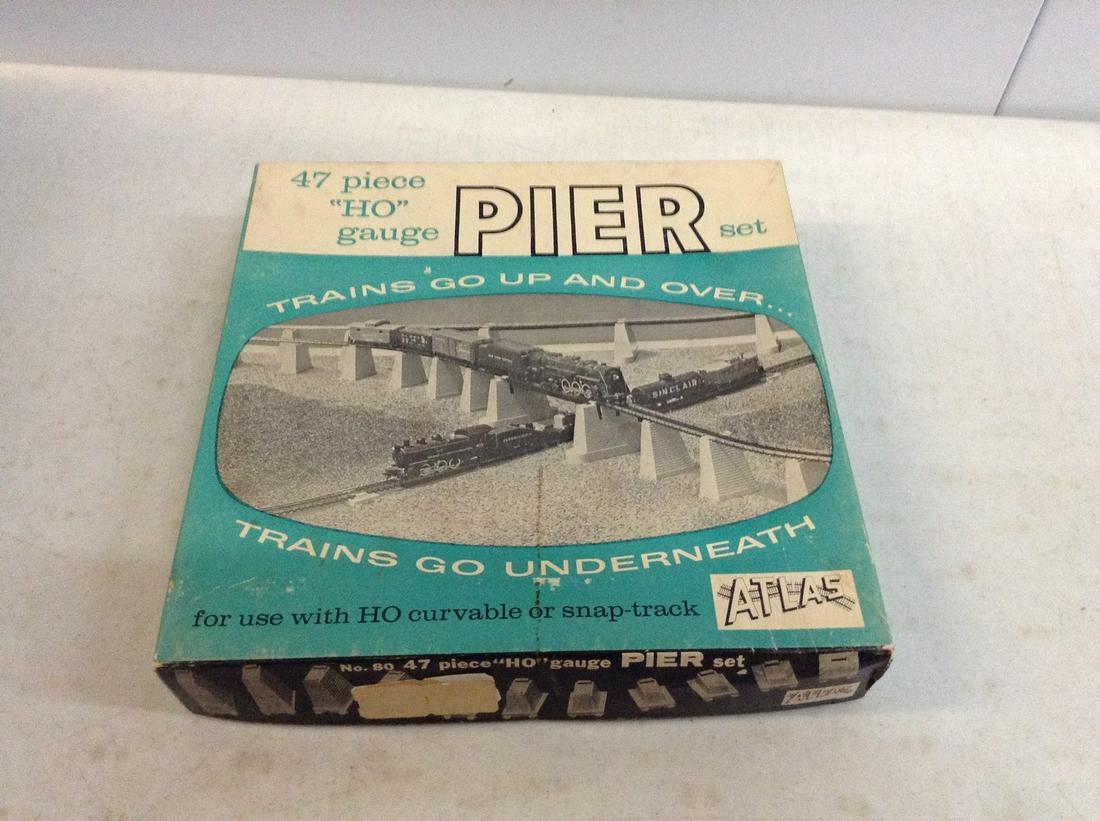 47 piece
"HO"
gauge
PIER set
TRAINS GO UP AND OVER...
SINCLAIR
TRAINS GO UNDERNEATH
for use with HO curvable or snap-track
ATLAS
No. 80 47 piece "HO" gauge PIER set